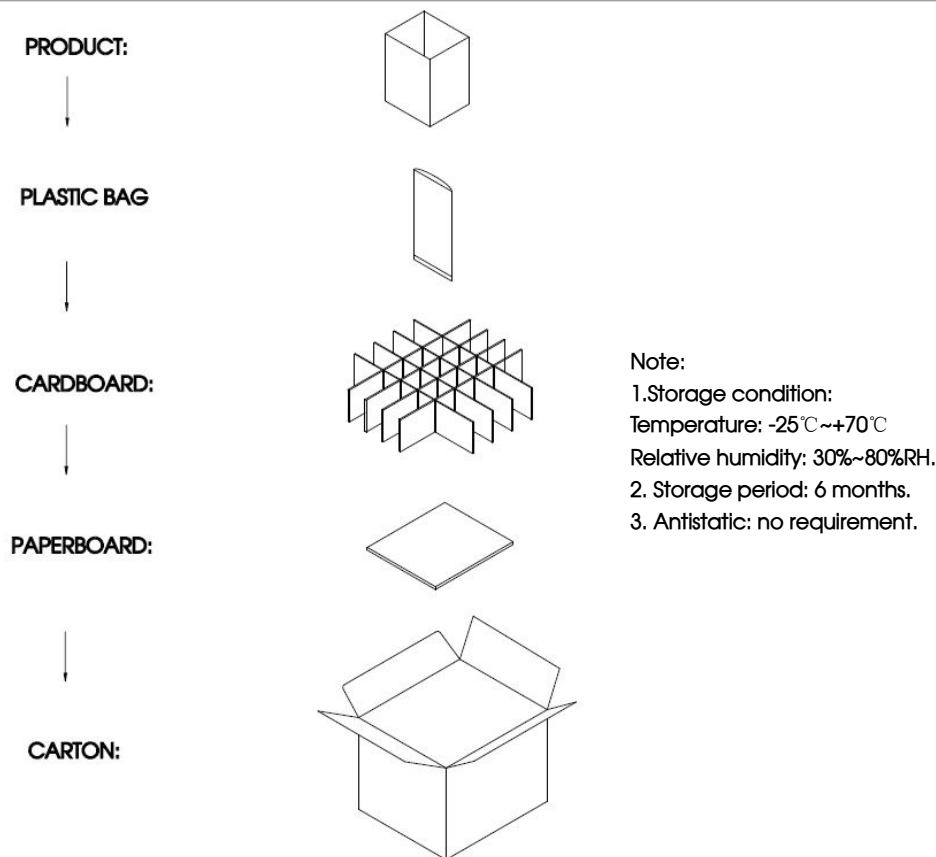 PRODUCT:
PLASTIC BAG
CARDBOARD:
PAPERBOARD:
CARTON:
Note:
1.Storage condition:
Temperature: -25℃~+70℃
Relative humidity: 30%~80%RH.
2. Storage period: 6 months.
3. Antistatic: no requirement.